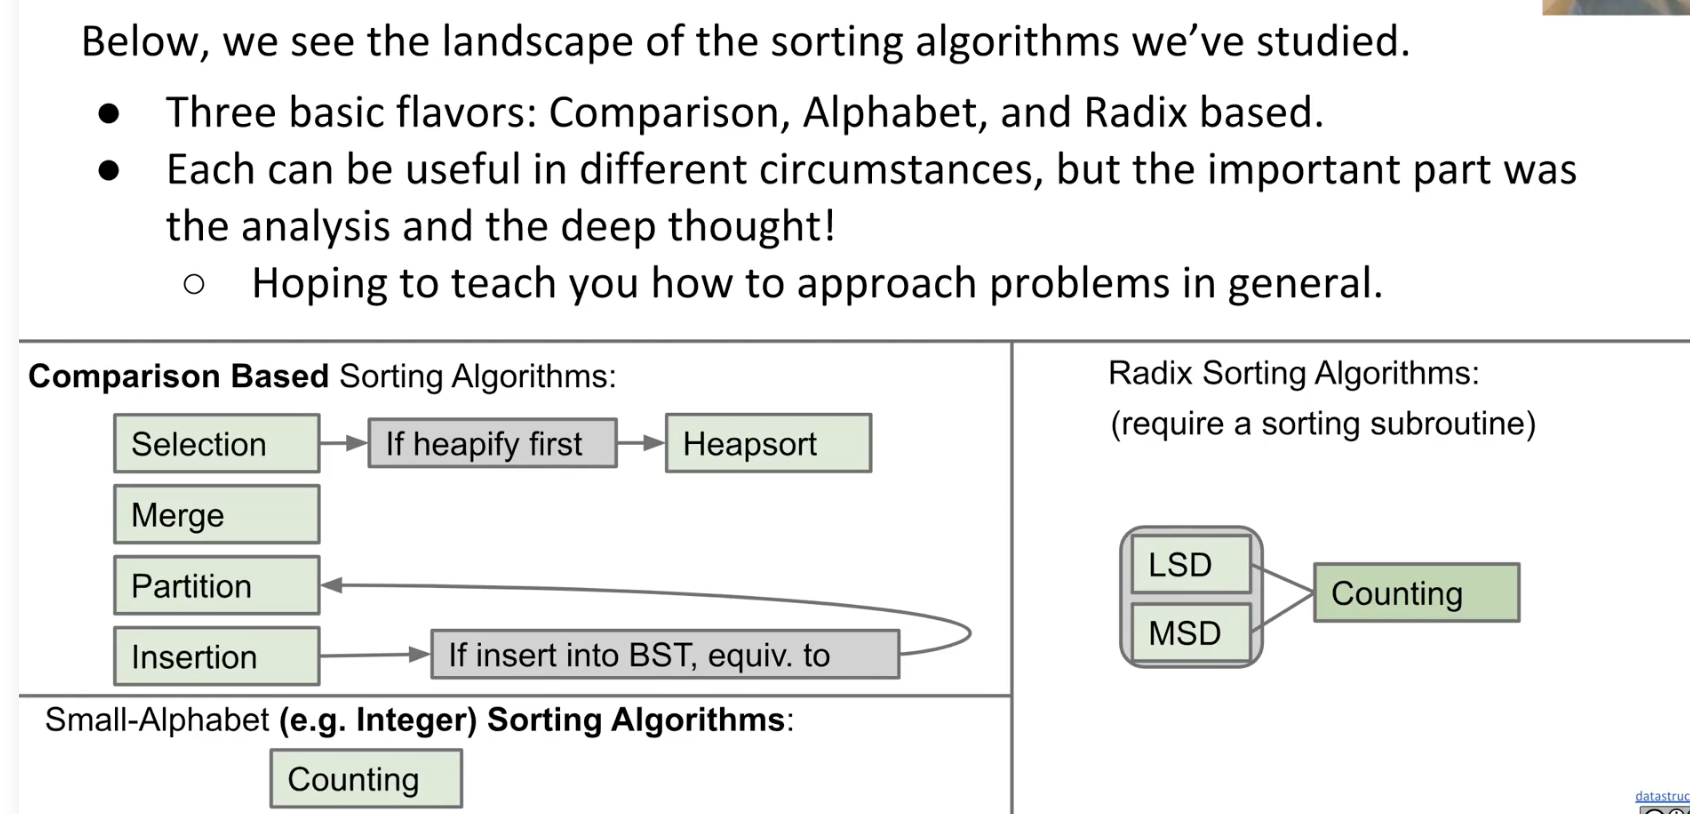 Below, we see the landscape of the sorting algorithms we’ve studied.
● Three basic flavors: Comparison, Alphabet, and Radix based.
● Each can be useful in different circumstances, but the important part was
the analysis and the deep thought!
○ Hoping to teach you how to approach problems in general.
Comparison Based Sorting Algorithms:
Selection
If heapify first
Heapsort
Merge
Partition
Insertion
If insert into BST, equiv. to
Small-Alphabet (e.g. Integer) Sorting Algorithms:
Counting
Radix Sorting Algorithms:
(require a sorting subroutine)
LSD
MSD
Counting
datastruc